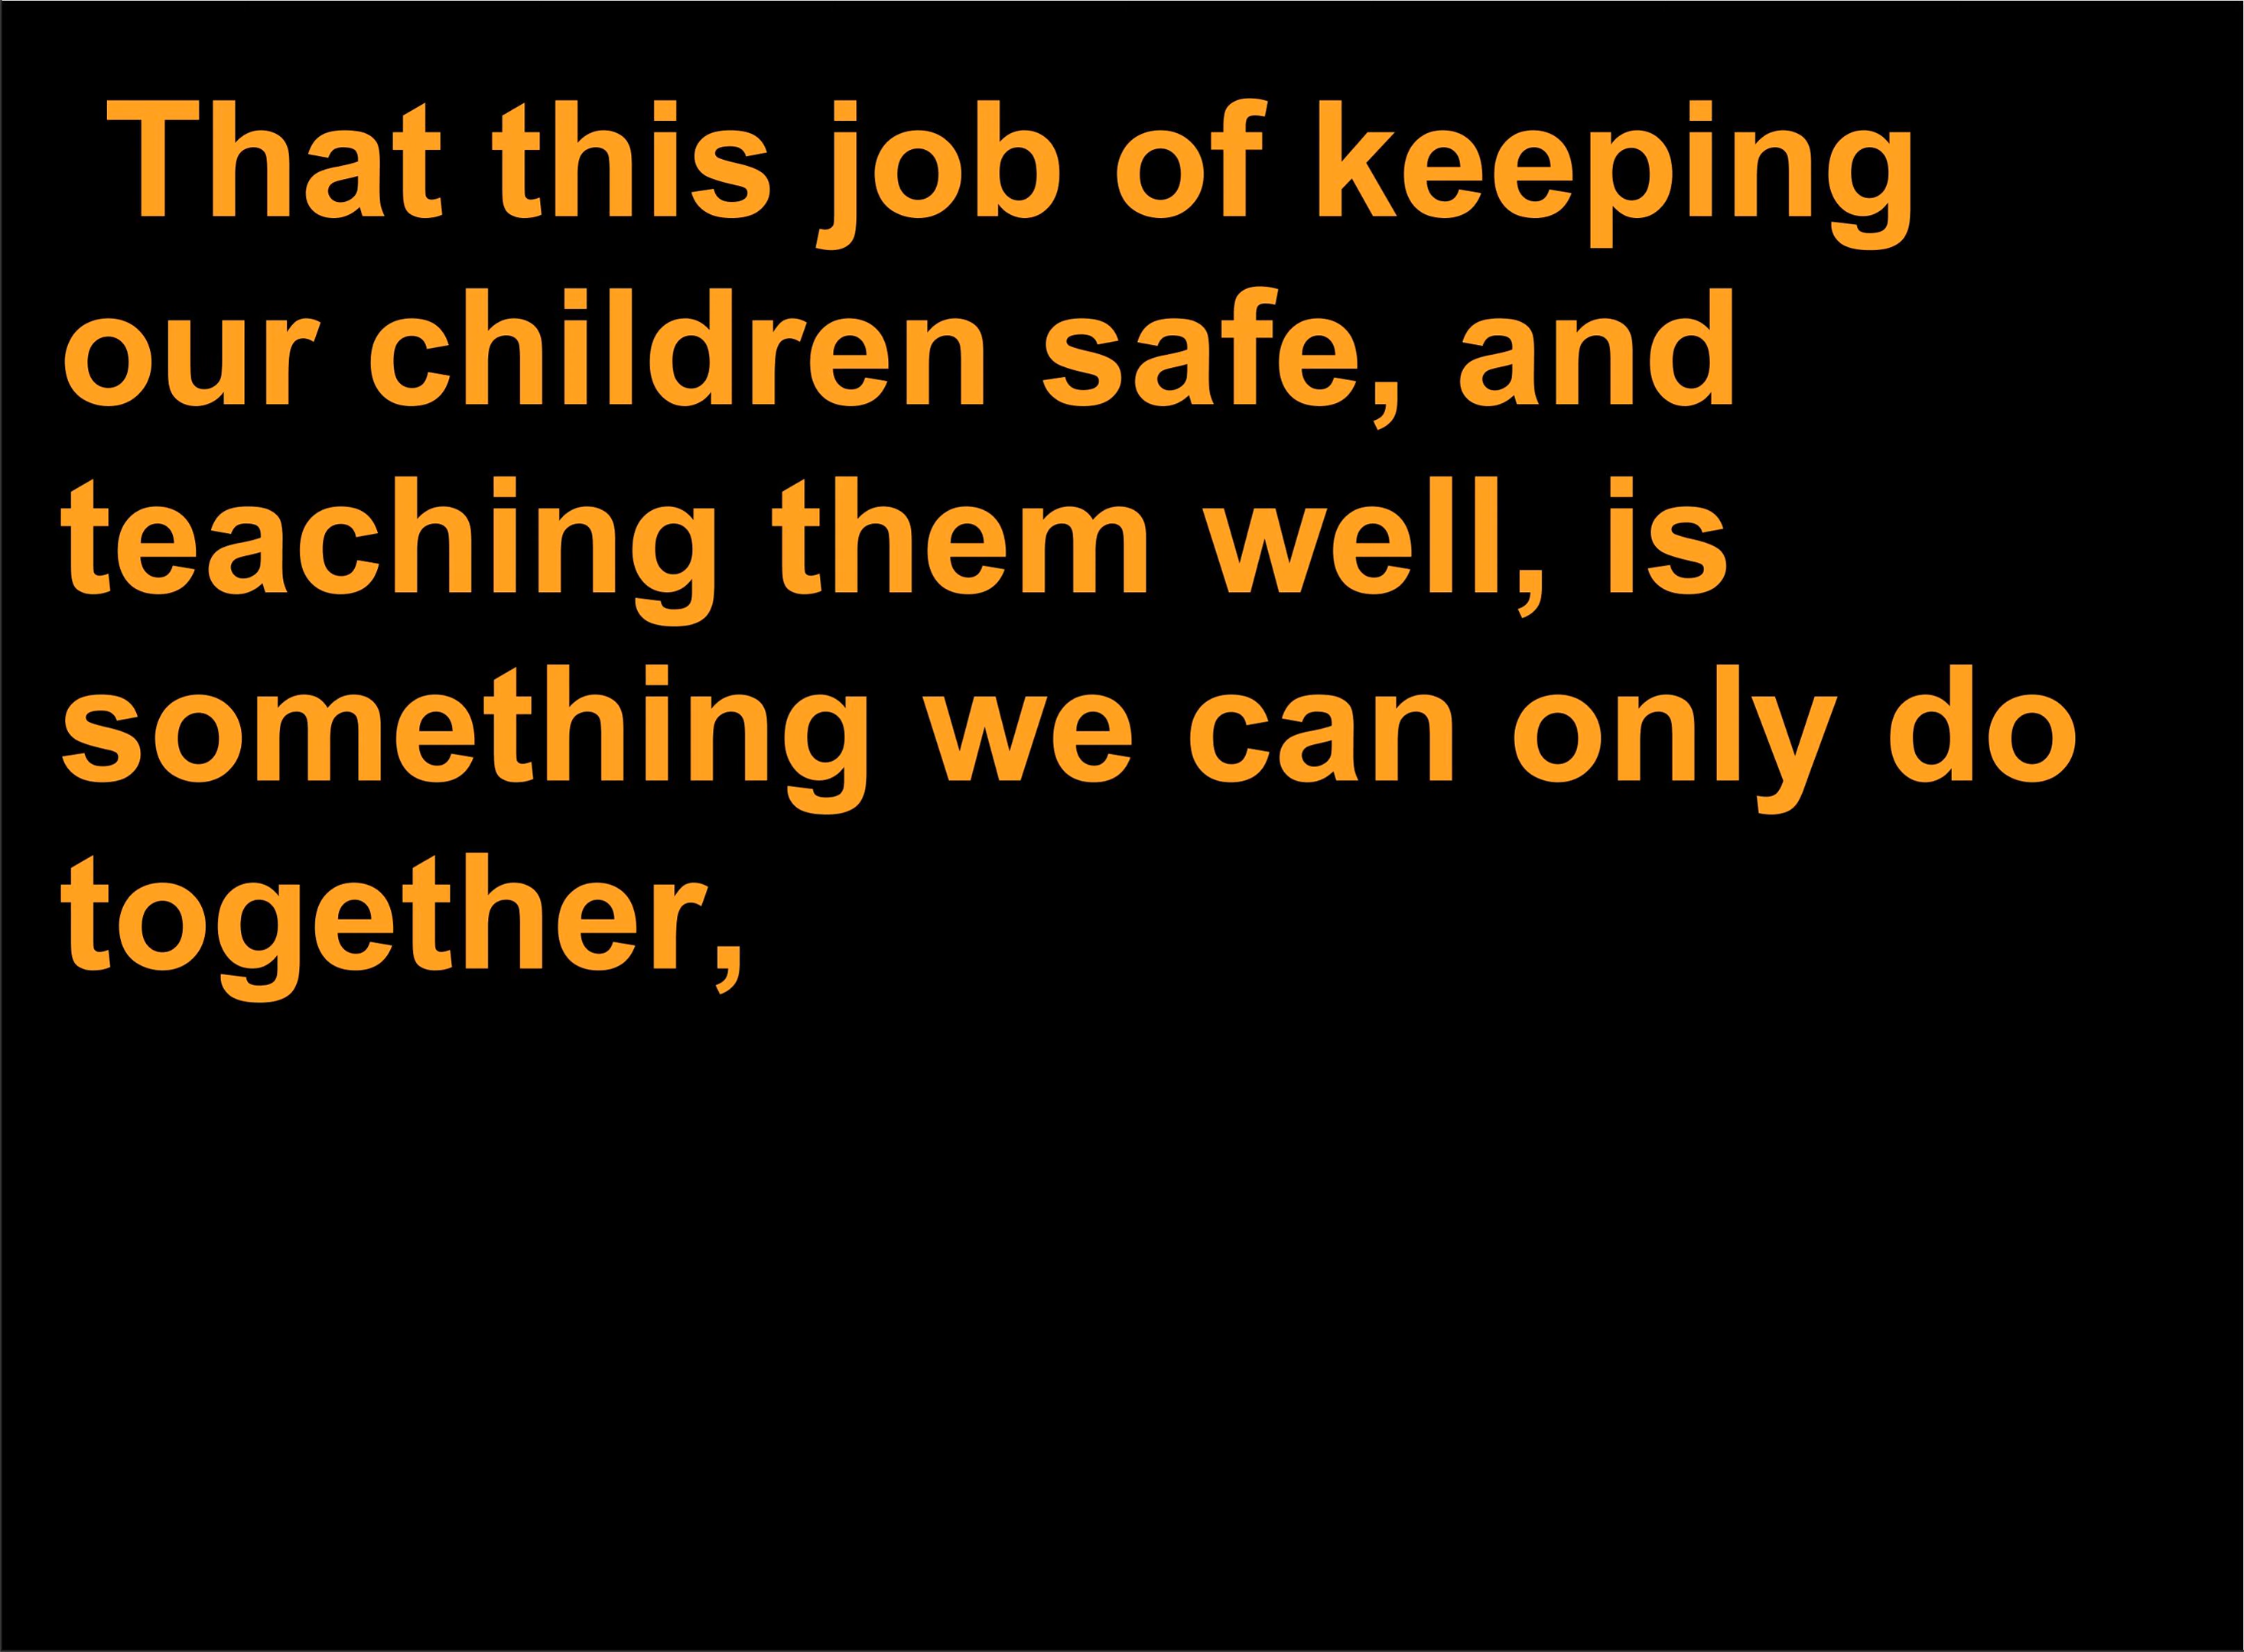 That this job of keeping
our children safe, and
teaching them well, is
something we can only do
together,